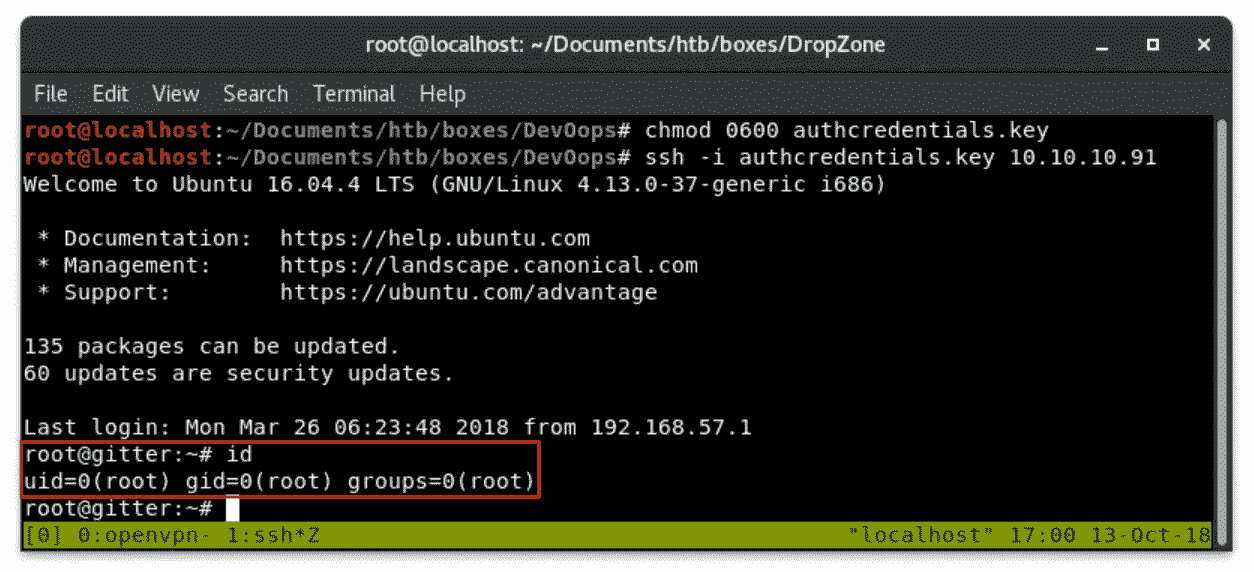 root@localhost: ~/Documents/htb/boxes/DropZone
File Edit View Search Terminal Help
root@localhost:~/Documents/htb/boxes/DevOops# chmod 0600 authcredentials.key
root@localhost:~/Documents/htb/boxes/DevOops# ssh -i authcredentials.key 10.10.10.91
Welcome to Ubuntu 16.04.4 LTS (GNU/Linux 4.13.0-37-generic i686)
* Documentation:  https://help.ubuntu.com
* Management:     https://landscape.canonical.com
* Support:        https://ubuntu.com/advantage
135 packages can be updated.
60 updates are security updates.
Last login: Mon Mar 26 06:23:48 2018 from 192.168.57.1
root@gitter:~# id
uid=0(root) gid=0(root) groups=0(root)
root@gitter:~#
[0] 0:openvpn- 1:ssh*Z "localhost" 17:00 13-Oct-18